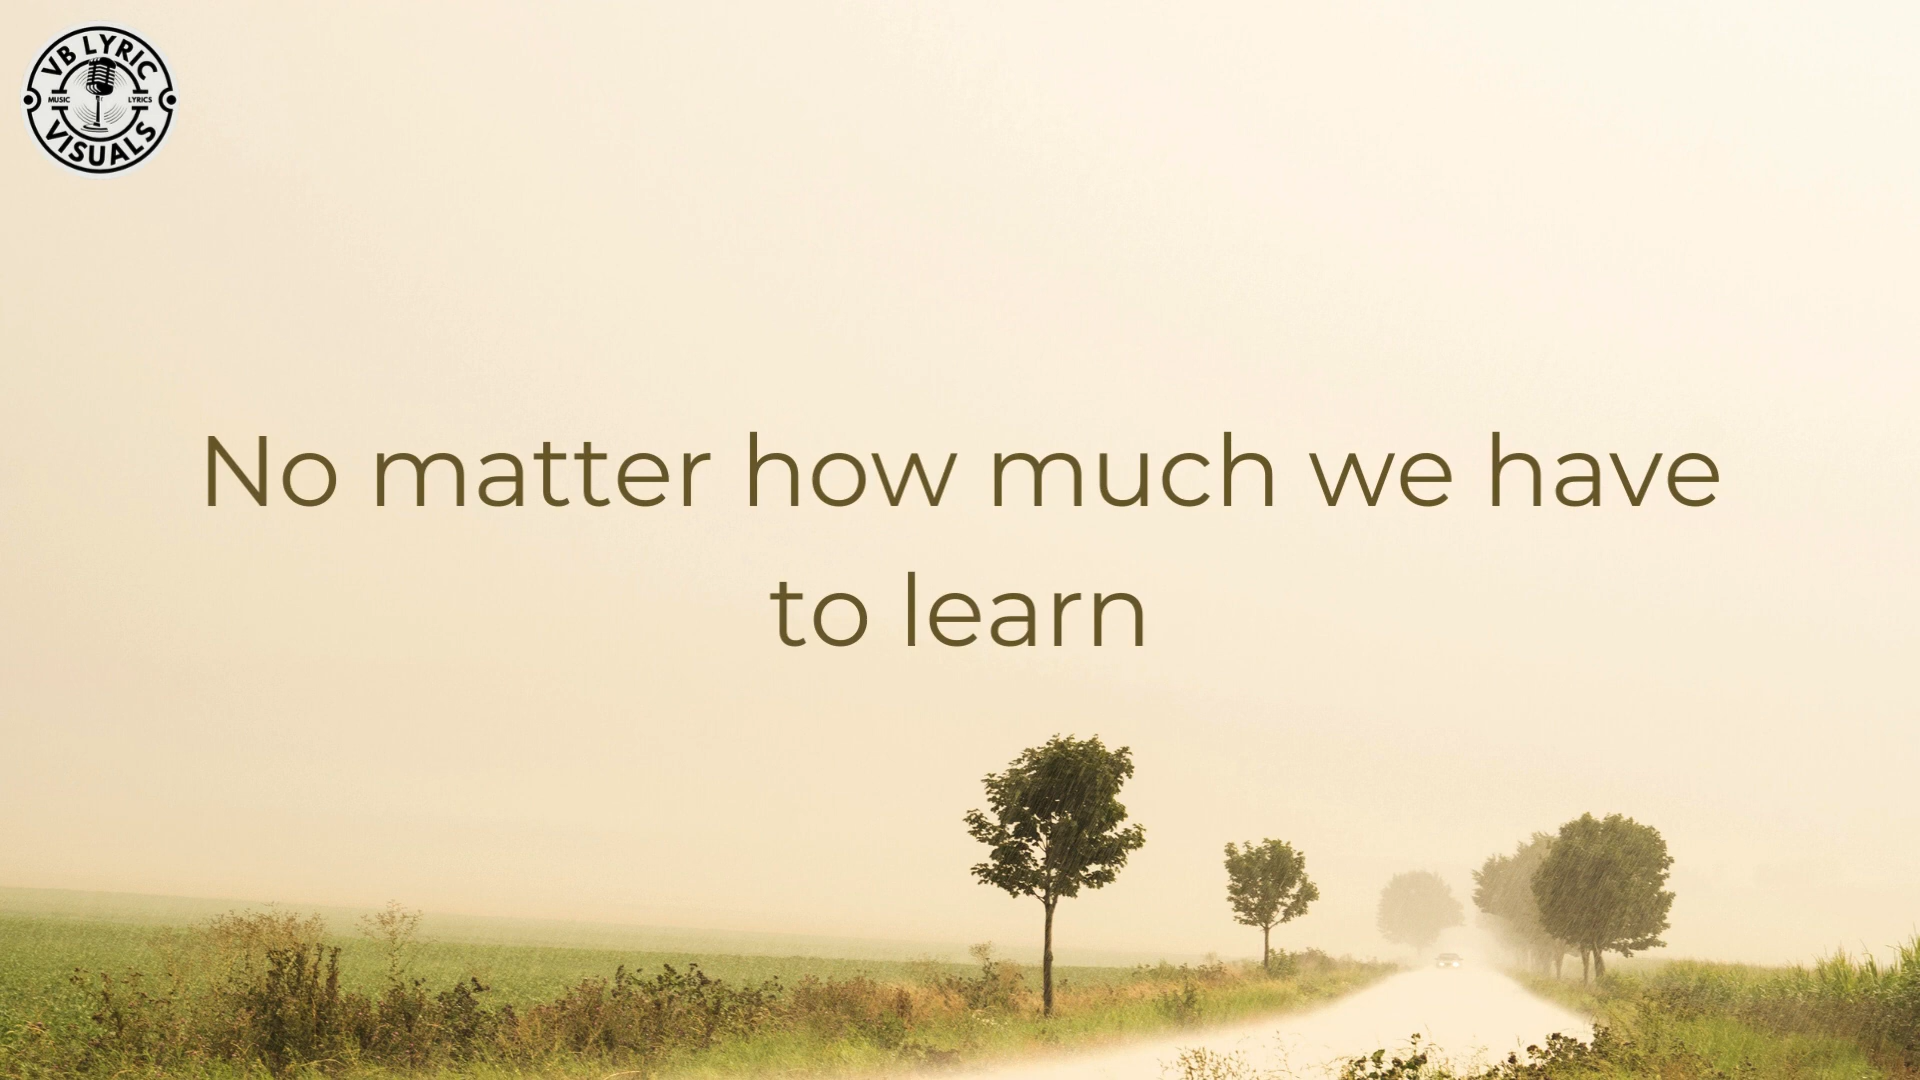 VB LYRIC
MUSIC LYRICS
VISUALS
No matter how much we have
to learn